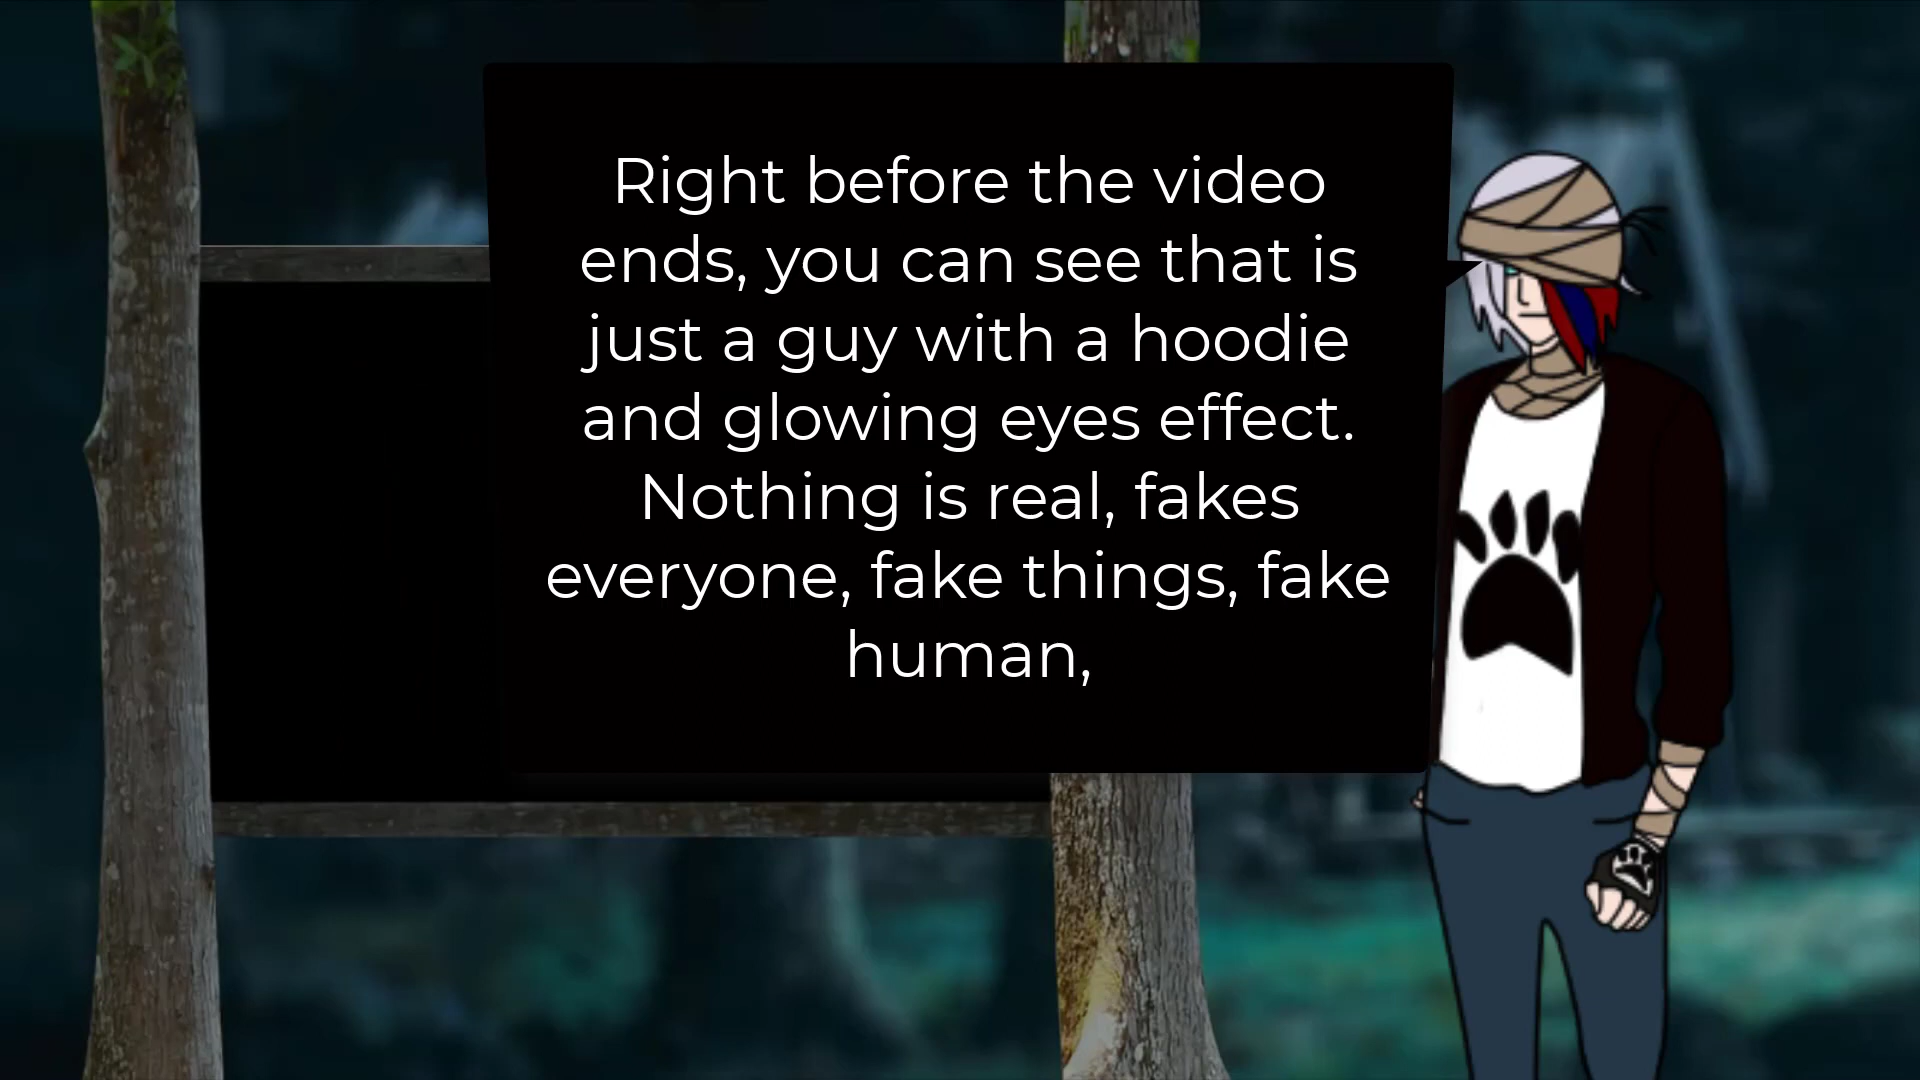 Right before the video
ends, you can see that is
just a guy with a hoodie
and glowing eyes effect.
Nothing is real, fakes
everyone, fake things, fake
human,